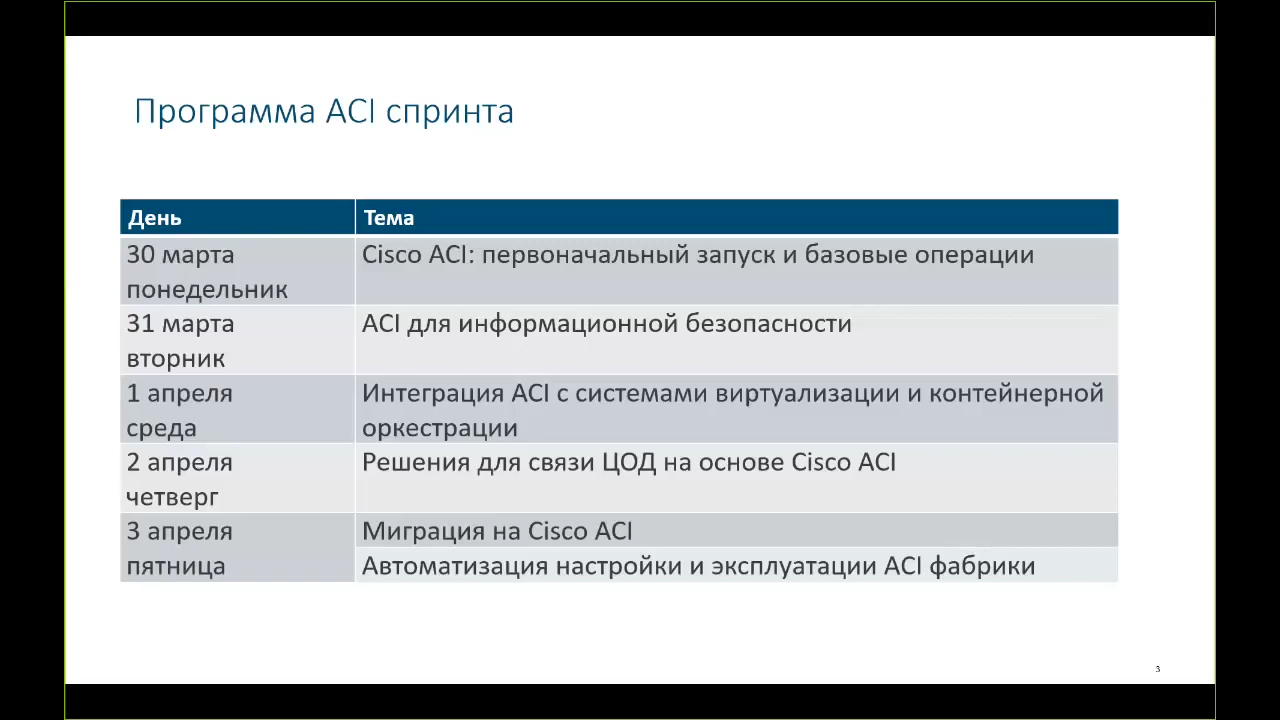 Программа ACI спринта
День
Тема
30 марта
понедельник
Cisco ACI: первоначальный запуск и базовые операции
31 марта
вторник
ACI для информационной безопасности
1 апреля
среда
Интеграция ACI с системами виртуализации и контейнерной
оркестрации
2 апреля
четверг
Решения для связи ЦОД на основе Cisco ACI
3 апреля
пятница
Миграция на Cisco ACI
Автоматизация настройки и эксплуатации ACI фабрики
3